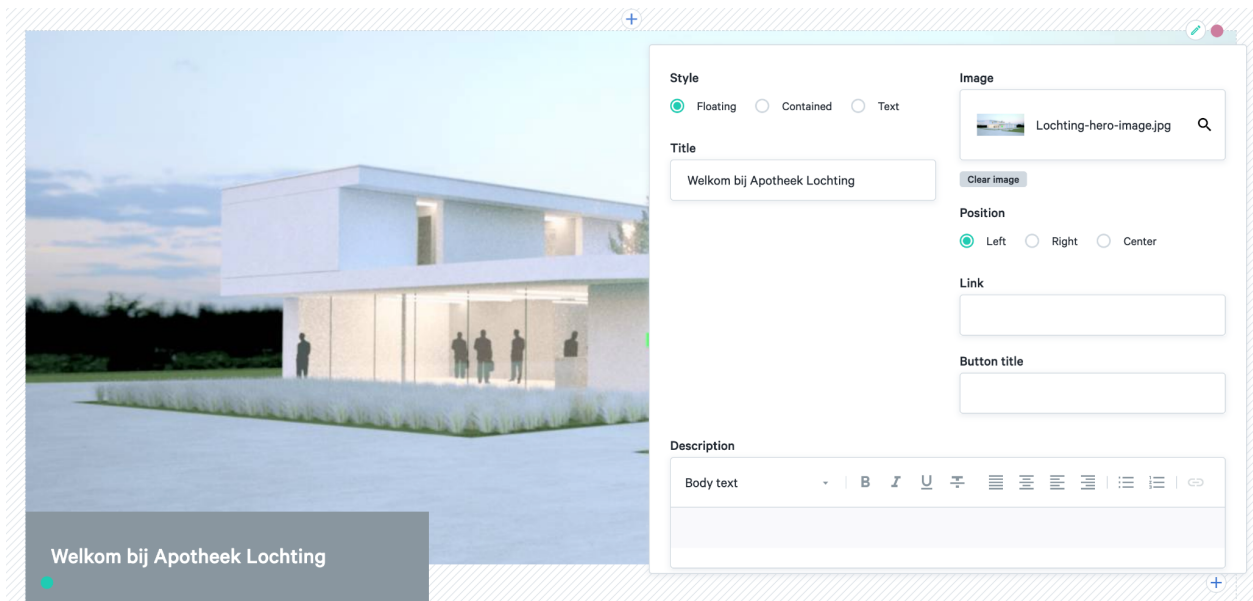 Style
Image
Floating
Contained
Text
Lochting-hero-image.jpg
Title
Welkom bij Apotheek Lochting
Clear image
Position
Left
Right
Center
Link
Button title
Description
Body text
B I U T
Welkom bij Apotheek Lochting